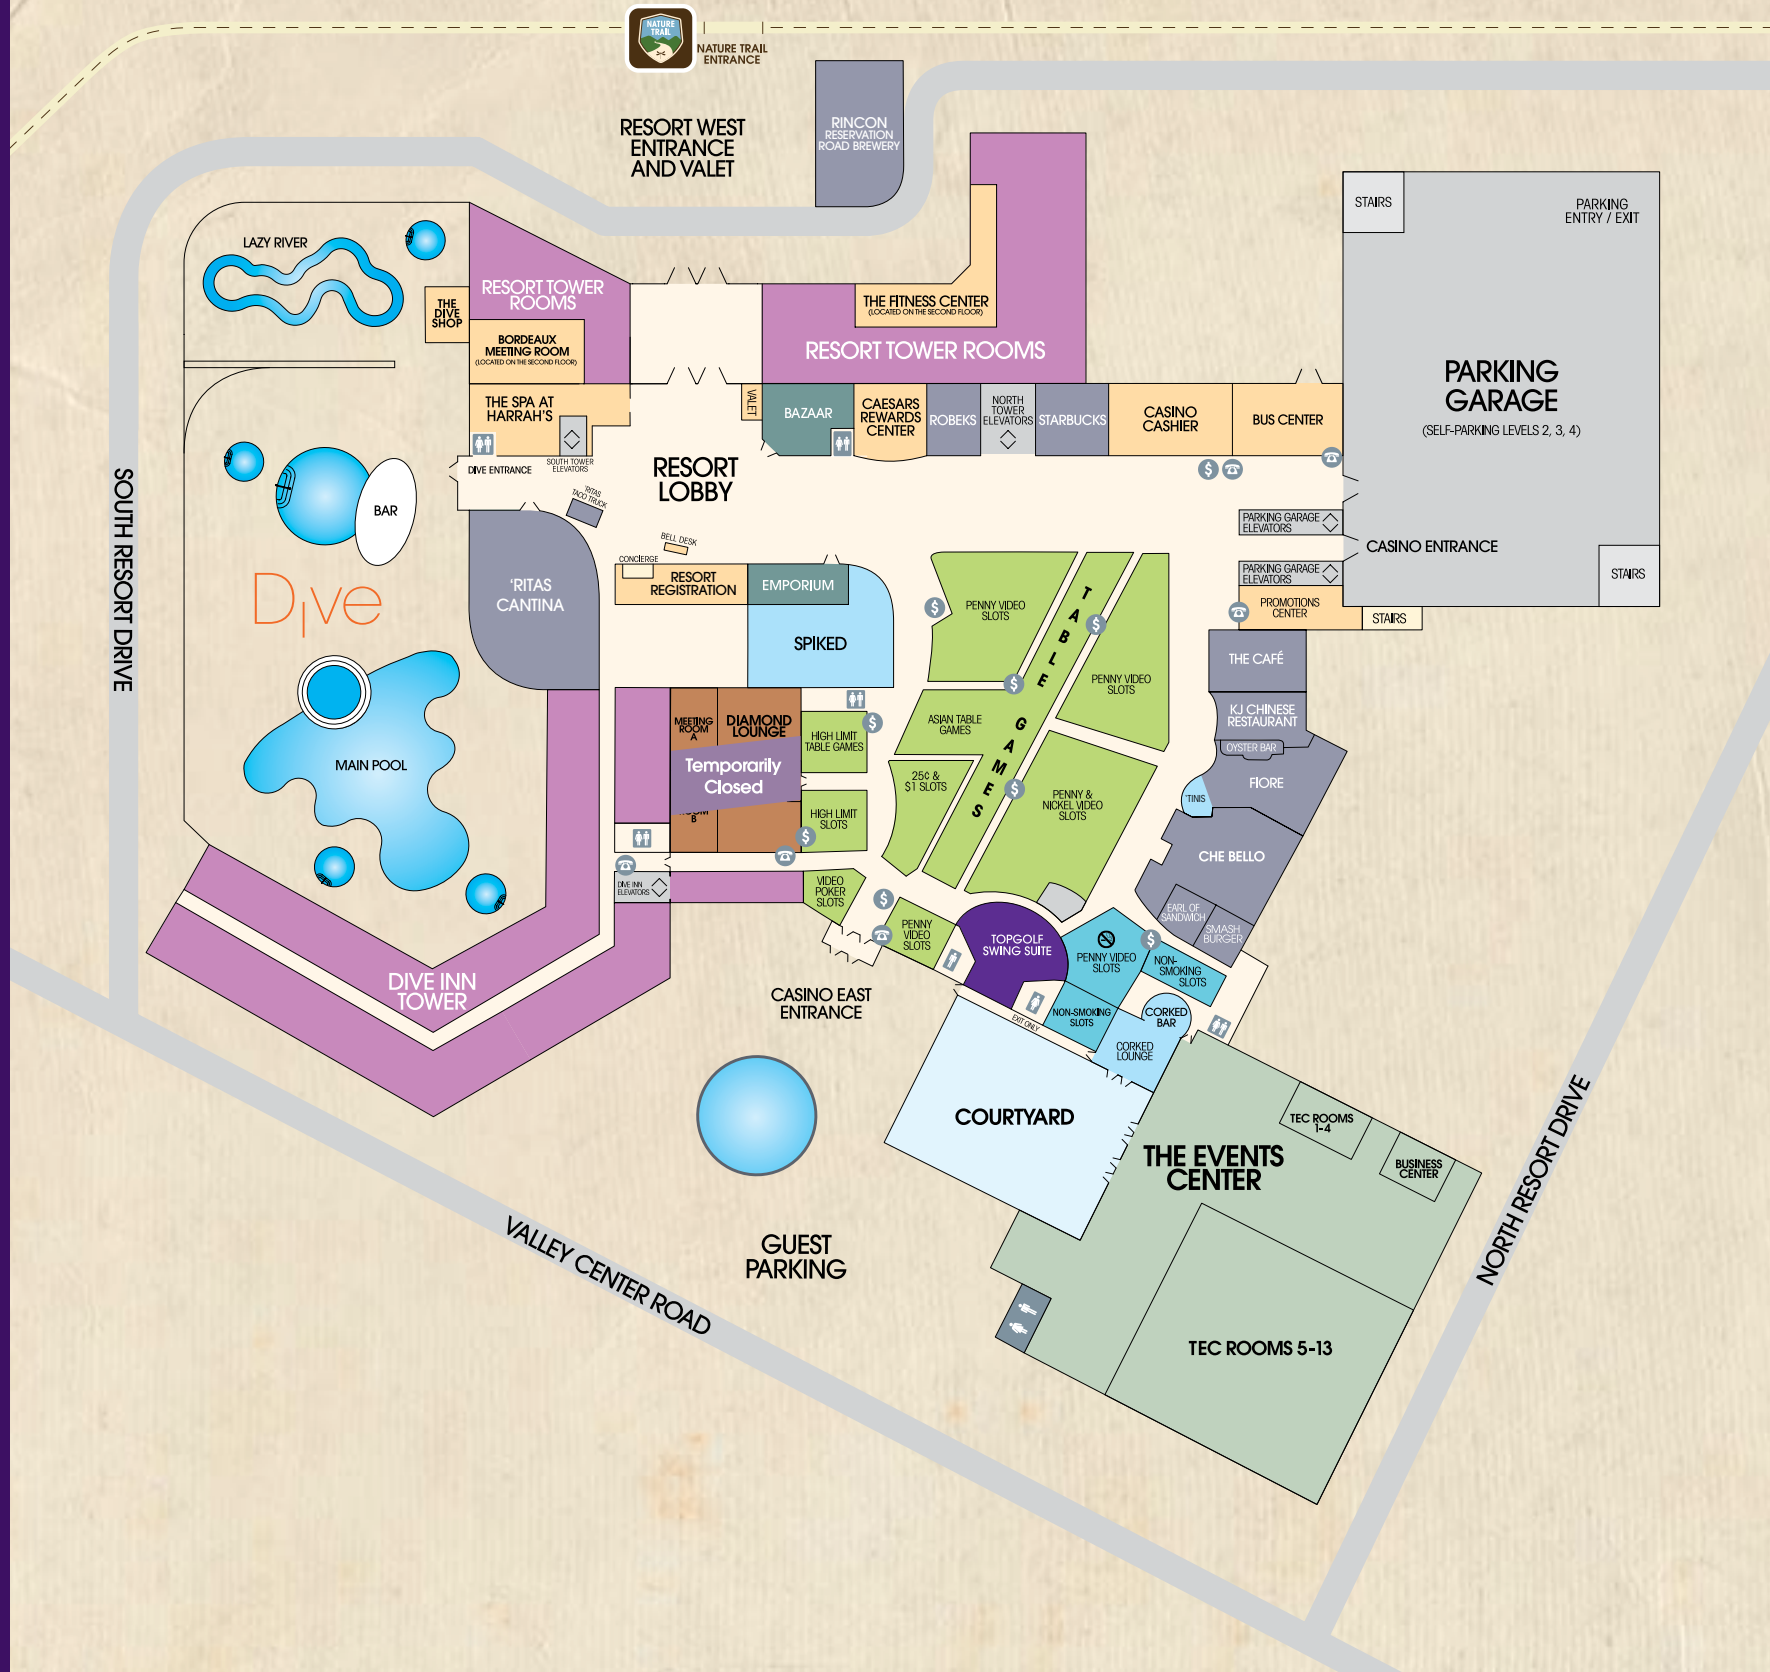 NATURE
TRAIL
NATURE TRAIL
ENTRANCE
RESORT WEST
ENTRANCE
AND VALET
RINCON
RESERVATION
ROAD BREWERY
STAIRS
PARKING
ENTRY / EXIT
LAZY RIVER
THE
DIVE
SHOP
RESORT TOWER
ROOMS
BORDEAUX
MEETING ROOM
(LOCATED ON THE SECOND FLOOR)
THE FITNESS CENTER
(LOCATED ON THE SECOND FLOOR)
RESORT TOWER ROOMS
PARKING
GARAGE
(SELF-PARKING LEVELS 2, 3, 4)
THE SPA AT
HARRAH'S
VALET
BAZAAR
CAESARS
REWARDS
CENTER
ROBEKS
NORTH
TOWER
ELEVATORS
STARBUCKS
CASINO
CASHIER
BUS CENTER
DIVE ENTRANCE
SOUTH TOWER
ELEVATORS
RESORT
LOBBY
$
'RITAS
TACO TRUCK
BAR
SOUTH RESORT DRIVE
BELL DESK
CONCIERGE
RESORT
REGISTRATION
EMPORIUM
PARKING GARAGE
ELEVATORS
CASINO ENTRANCE
PARKING GARAGE
ELEVATORS
STAIRS
Dive
'RITAS
CANTINA
SPIKED
$
PENNY VIDEO
SLOTS
TABLE GAMES
$
$
$
PENNY VIDEO
SLOTS
PROMOTIONS
CENTER
STAIRS
THE CAFÉ
KJ CHINESE
RESTAURANT
OYSTER BAR
FIORE
'TINIS
MAIN POOL
MEETING
ROOM
A
DIAMOND
LOUNGE
Temporarily
Closed
ROOM
B
HIGH LIMIT
TABLE GAMES
$
HIGH LIMIT
SLOTS
$
ASIAN TABLE
GAMES
25¢ &
$1 SLOTS
PENNY &
NICKEL VIDEO
SLOTS
CHE BELLO
EARL OF
SANDWICH
SMASH
BURGER
DIVE INN
ELEVATORS
VIDEO
POKER
SLOTS
$
PENNY
VIDEO
SLOTS
TOPGOLF
SWING SUITE
PENNY VIDEO
SLOTS
$
NON-
SMOKING
SLOTS
DIVE INN
TOWER
CASINO EAST
ENTRANCE
EXIT ONLY
NON-SMOKING
SLOTS
CORKED
BAR
CORKED
LOUNGE
COURTYARD
THE EVENTS
CENTER
TEC ROOMS
1-4
BUSINESS
CENTER
NORTH RESORT DRIVE
GUEST
PARKING
VALLEY CENTER ROAD
TEC ROOMS 5-13